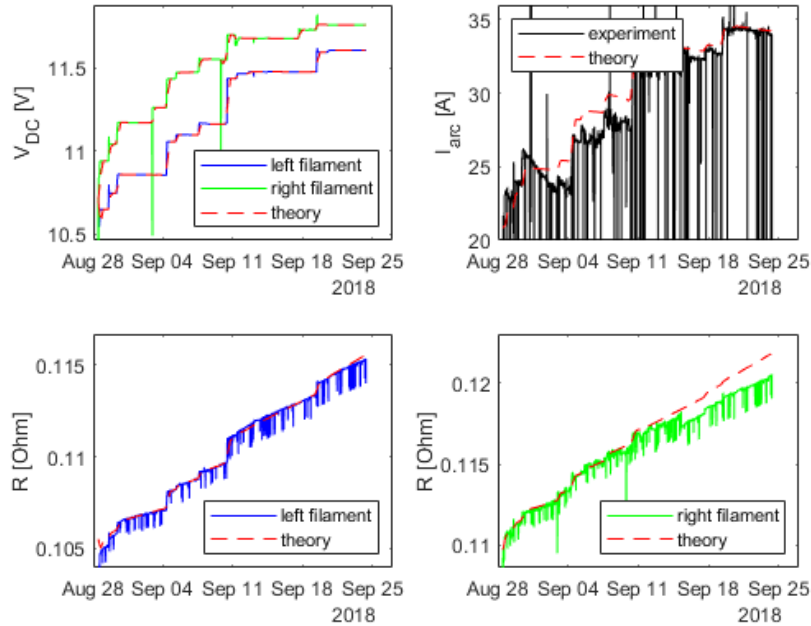 V_DC [V]
11.5
11
10.5
left filament
right filament
theory
Aug 28 Sep 04 Sep 11 Sep 18 Sep 25
2018
I_arc [A]
35
30
25
20
experiment
theory
Aug 28 Sep 04 Sep 11 Sep 18 Sep 25
2018
R [Ohm]
0.115
0.11
0.105
left filament
theory
Aug 28 Sep 04 Sep 11 Sep 18 Sep 25
2018
R [Ohm]
0.12
0.115
0.11
right filament
theory
Aug 28 Sep 04 Sep 11 Sep 18 Sep 25
2018